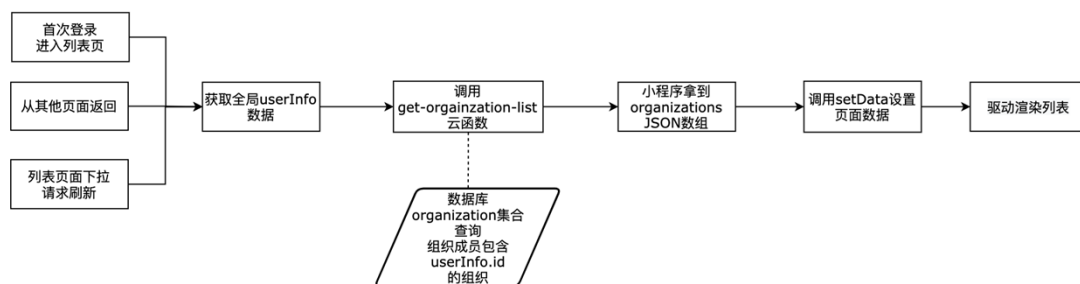 首次登录
进入列表页
从其他页面返回
列表页面下拉
请求刷新
获取全局userInfo
数据
调用
get-orgainzation-list
云函数
数据库
organization集合
查询
组织成员包含
userInfo.id
的组织
小程序拿到
organizations
JSON数组
调用setData设置
页面数据
驱动渲染列表